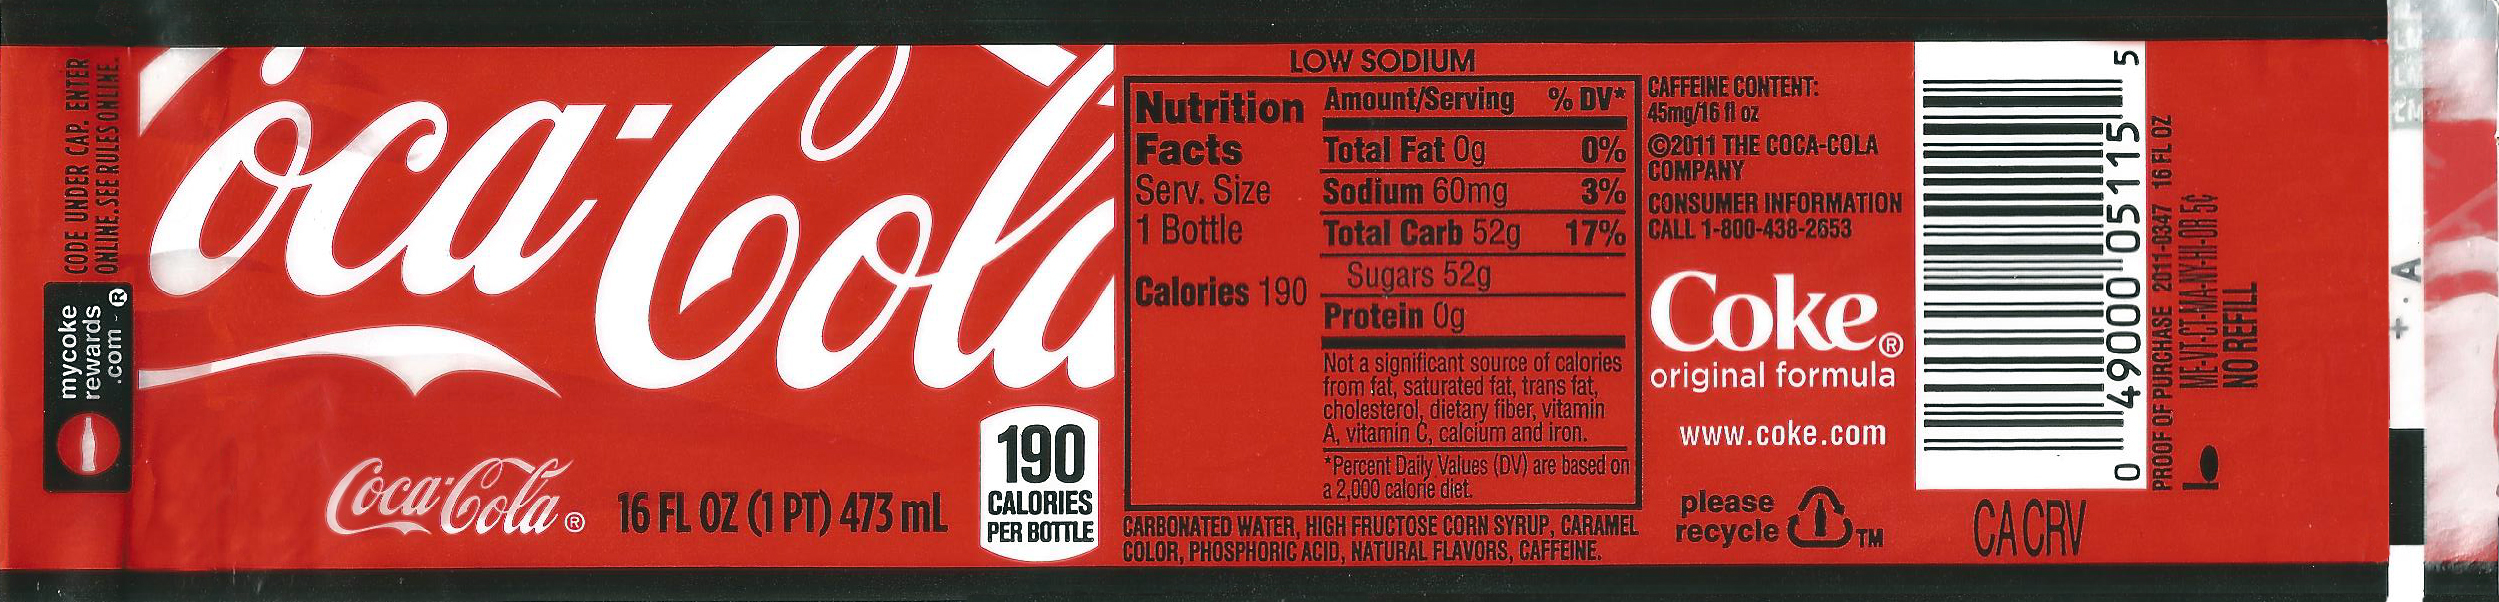 CODE UNDER CAP. ENTER
ONLINE. SEE RULES ONLINE.
mycoke
rewards
.com - ®
Coca-Cola
Coca-Cola®
16 FL OZ (1 PT) 473 mL
190
CALORIES
PER BOTTLE
LOW SODIUM
Nutrition
Facts
Serv. Size
1 Bottle
Calories 190
Amount/Serving % DV*
Total Fat 0g 0%
Sodium 60mg 3%
Total Carb 52g 17%
Sugars 52g
Protein 0g
Not a significant source of calories
from fat, saturated fat, trans fat,
cholesterol, dietary fiber, vitamin
A, vitamin C, calcium and iron.
*Percent Daily Values (DV) are based on
a 2,000 calorie diet.
CARBONATED WATER, HIGH FRUCTOSE CORN SYRUP, CARAMEL
COLOR, PHOSPHORIC ACID, NATURAL FLAVORS, CAFFEINE.
CAFFEINE CONTENT:
45mg/16 fl oz
©2011 THE COCA-COLA
COMPANY
CONSUMER INFORMATION
CALL 1-800-438-2653
Coke®
original formula
www.coke.com
please
recycle TM
0 49000 05115 5
CA CRV
PROOF OF PURCHASE 2011-0347 16 FL OZ
ME-VT-CT-MA-NY-HI-OR 5¢
NO REFILL
+ · A